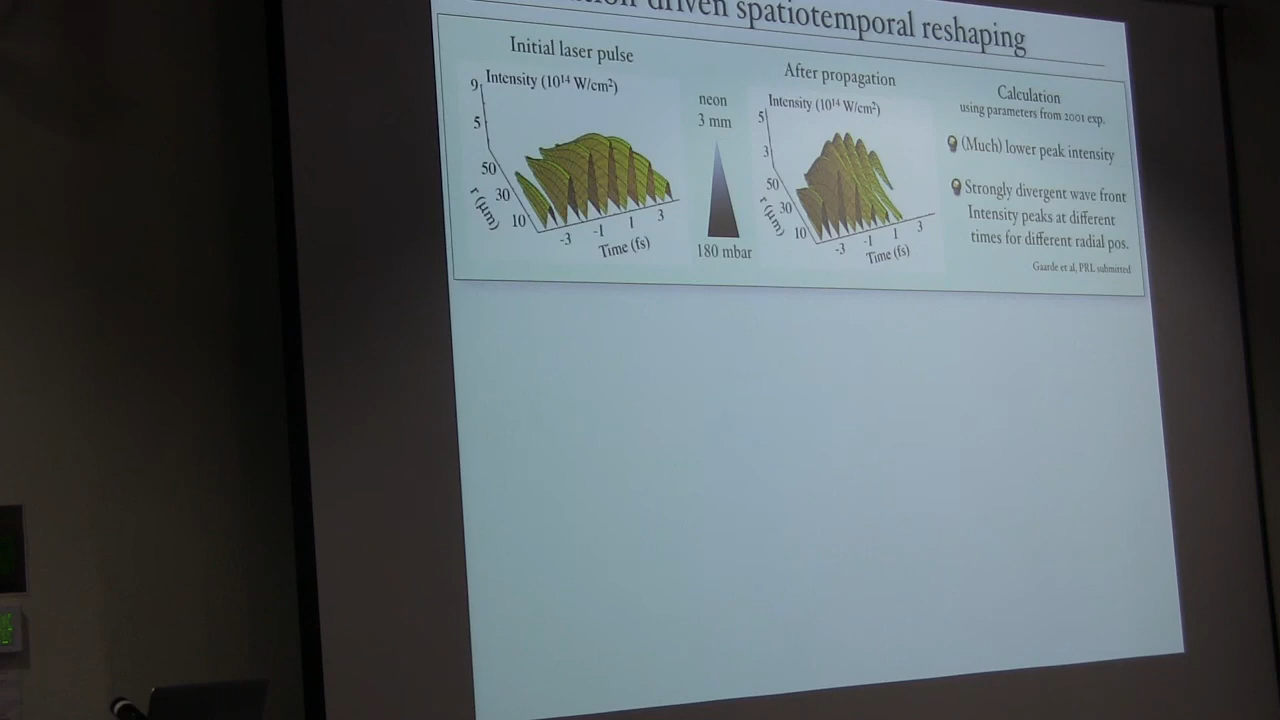 driven spatiotemporal reshaping
Initial laser pulse
Intensity (10¹⁴ W/cm²)
9
5
50
30
10
r (μm)
-3
-1
1
3
Time (fs)
neon
3 mm
180 mbar
After propagation
Intensity (10¹⁴ W/cm²)
5
3
50
30
10
r (μm)
-3
-1
1
3
Time (fs)
Calculation
using parameters from 2001 exp.
(Much) lower peak intensity
Strongly divergent wave front
Intensity peaks at different
times for different radial pos.
Gaarde et al, PRL submitted